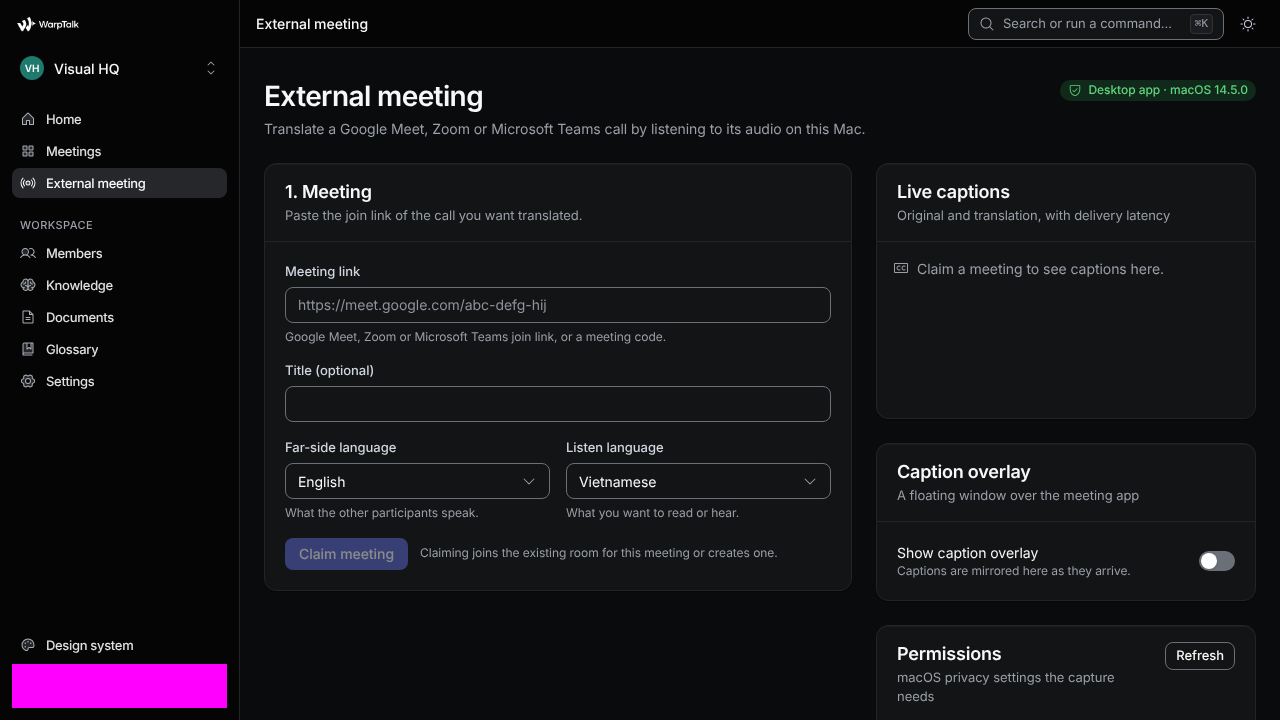 WarpTalk
VH Visual HQ
Home
Meetings
External meeting
WORKSPACE
Members
Knowledge
Documents
Glossary
Settings
Design system
External meeting
Search or run a command... ⌘K
External meeting
Desktop app · macOS 14.5.0
Translate a Google Meet, Zoom or Microsoft Teams call by listening to its audio on this Mac.
1. Meeting
Paste the join link of the call you want translated.
Meeting link
https://meet.google.com/abc-defg-hij
Google Meet, Zoom or Microsoft Teams join link, or a meeting code.
Title (optional)
Far-side language
Listen language
English
Vietnamese
What the other participants speak.
What you want to read or hear.
Claim meeting
Claiming joins the existing room for this meeting or creates one.
Live captions
Original and translation, with delivery latency
CC Claim a meeting to see captions here.
Caption overlay
A floating window over the meeting app
Show caption overlay
Captions are mirrored here as they arrive.
Permissions
Refresh
macOS privacy settings the capture
needs